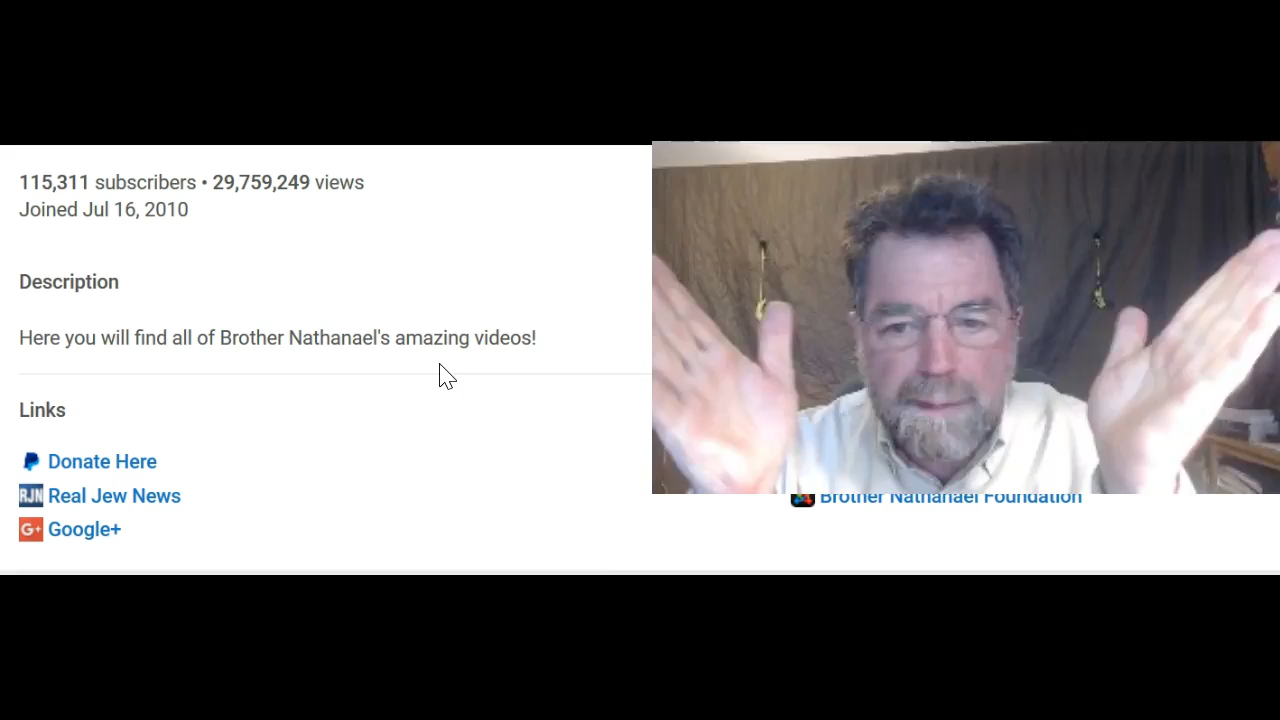 115,311 subscribers • 29,759,249 views
Joined Jul 16, 2010
Description
Here you will find all of Brother Nathanael's amazing videos!
Links
Donate Here
RJN Real Jew News
Brother Nathanael Foundation
G+ Google+